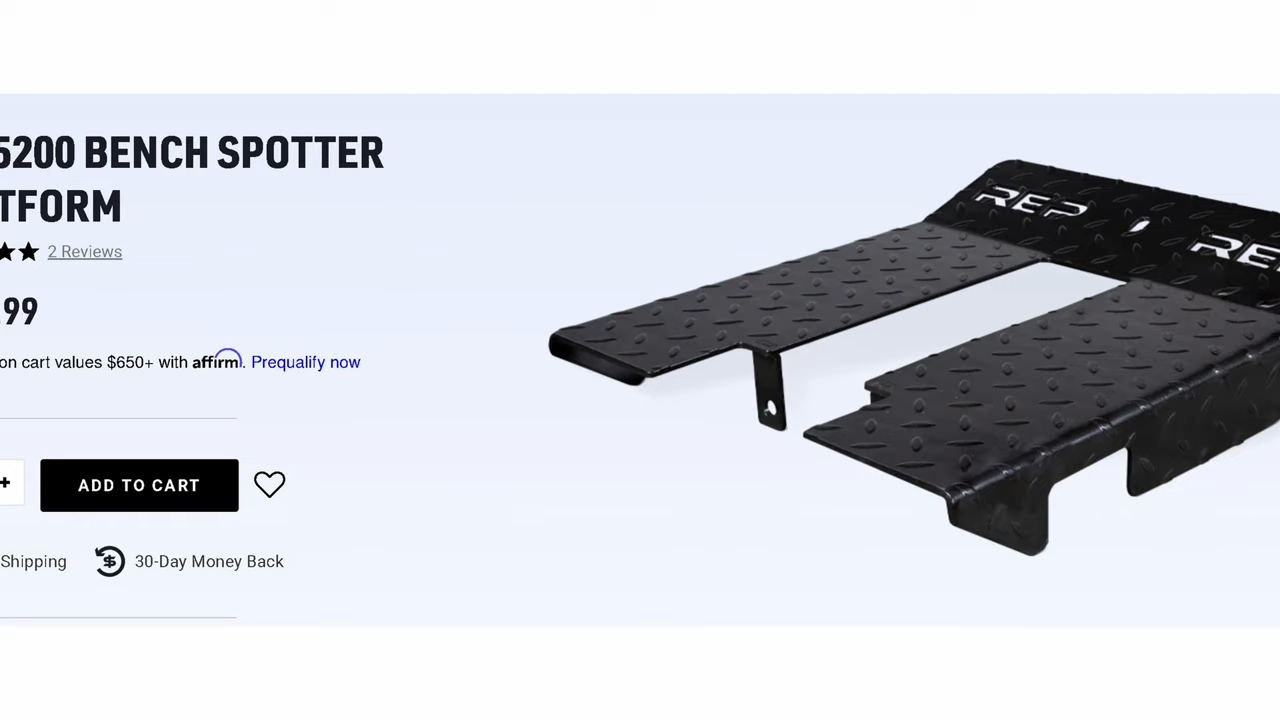 5200 BENCH SPOTTER
TFORM
2 Reviews
.99
on cart values $650+ with affirm. Prequalify now
+
ADD TO CART
Shipping
30-Day Money Back
REP
RE